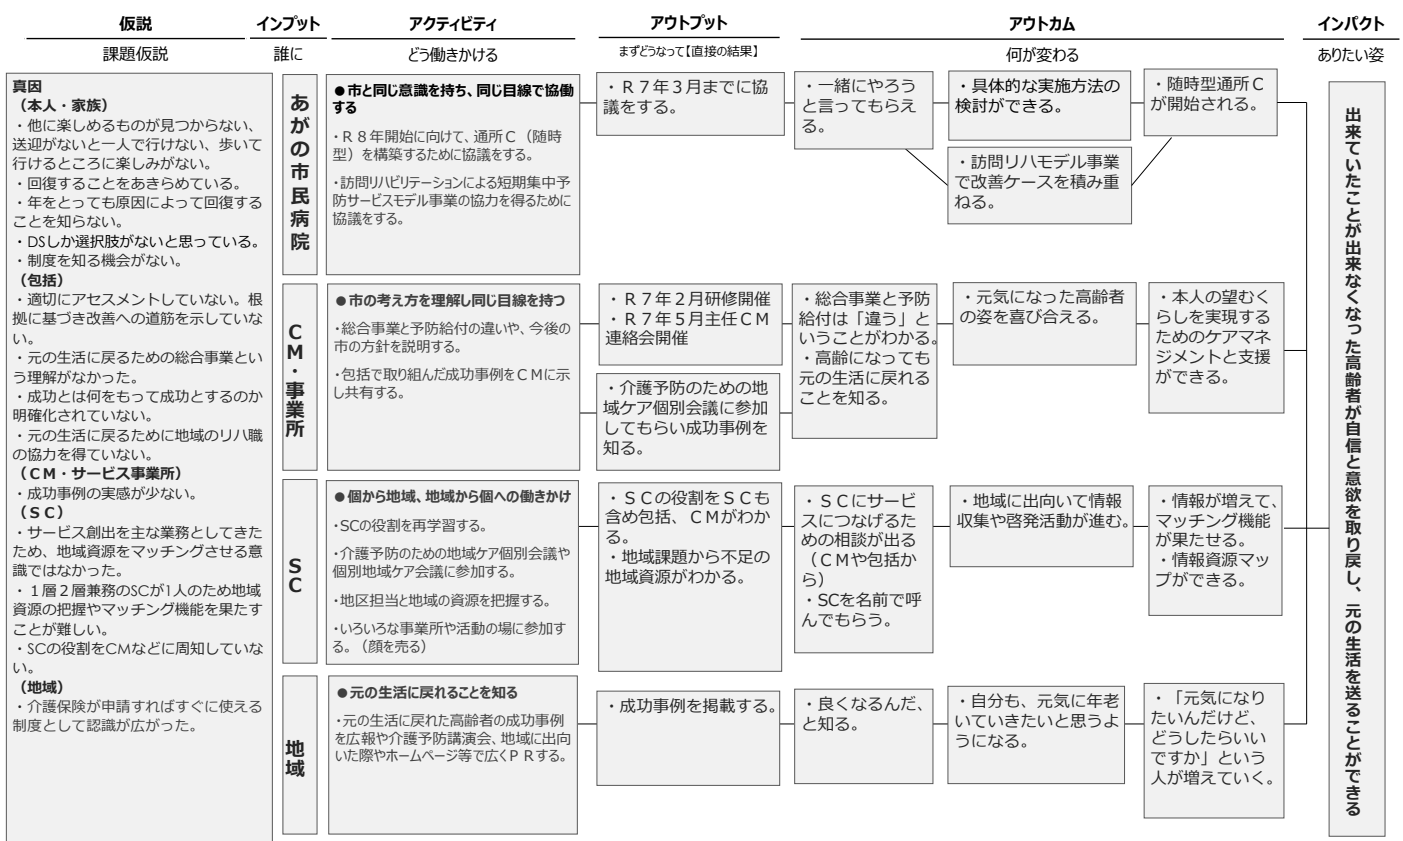 仮説
インプット
アクティビティ
アウトプット
アウトカム
インパクト
課題仮説
誰に
どう働きかける
まずどうなって【直接の結果】
何が変わる
ありたい姿
真因
（本人・家族）
・他に楽しめるものが見つからない、
送迎がないと一人で行けない、歩いて
行けるところに楽しみがない。
・回復することをあきらめている。
・年をとっても原因によって回復する
ことを知らない。
・DSしか選択肢がないと思っている。
・制度を知る機会がない。
（包括）
・適切にアセスメントしていない。根
拠に基づき改善への道筋を示していな
い。
・元の生活に戻るための総合事業とい
う理解がなかった。
・成功とは何をもって成功とするのか
明確化されていない。
・元の生活に戻るために地域のリハ職
の協力を得ていない。
（ＣＭ・サービス事業所）
・成功事例の実感が少ない。
（ＳＣ）
・サービス創出を主な業務としてきた
ため、地域資源をマッチングさせる意
識ではなかった。
・１層２層兼務のSCが1人のため地域
資源の把握やマッチング機能を果たす
ことが難しい。
・SCの役割をCMなどに周知していな
い。
（地域）
・介護保険が申請すればすぐに使える
制度として認識が広がった。
あがの市民病院
●市と同じ意識を持ち、同じ目線で協働
する
・Ｒ８年開始に向けて、通所Ｃ（随時
型）を構築するために協議をする。
・訪問リハビリテーションによる短期集中予
防サービスモデル事業の協力を得るために
協議をする。
・Ｒ７年３月までに協
議をする。
・一緒にやろう
と言ってもらえ
る。
・具体的な実施方法の
検討ができる。
・訪問リハモデル事業
で改善ケースを積み重
ねる。
・随時型通所Ｃ
が開始される。
ＣＭ・事業所
●市の考え方を理解し同じ目線を持つ
・総合事業と予防給付の違いや、今後の
市の方針を説明する。
・包括で取り組んだ成功事例をＣＭに示
し共有する。
・Ｒ７年２月研修開催
・Ｒ７年５月主任ＣＭ
連絡会開催
・介護予防のための地
域ケア個別会議に参加
してもらい成功事例を
知る。
・総合事業と予防
給付は「違う」と
いうことがわかる。
・高齢になっても
元の生活に戻れる
ことを知る。
・元気になった高齢者
の姿を喜び合える。
・本人の望むく
らしを実現する
ためのケアマネ
ジメントと支援
ができる。
ＳＣ
●個から地域、地域から個への働きかけ
・SCの役割を再学習する。
・介護予防のための地域ケア個別会議や
個別地域ケア会議に参加する。
・地区担当と地域の資源を把握する。
・いろいろな事業所や活動の場に参加す
る。（顔を売る）
・ＳＣの役割をＳＣも
含め包括、ＣＭがわか
る。
・地域課題から不足の
地域資源がわかる。
・ＳＣにサービ
スにつなげるた
めの相談が出る
（ＣＭや包括か
ら）
・SCを名前で呼
んでもらう。
・地域に出向いて情報
収集や啓発活動が進む。
・情報が増えて、
マッチング機能
が果たせる。
・情報資源マッ
プができる。
地域
●元の生活に戻れることを知る
・元の生活に戻れた高齢者の成功事例
を広報や介護予防講演会、地域に出向
いた際やホームページ等で広くＰＲする。
・成功事例を掲載する。
・良くなるんだ、
と知る。
・自分も、元気に年老
いていきたいと思うよ
うになる。
・「元気になり
たいんだけど、
どうしたらいい
ですか」という
人が増えていく。
出来ていたことが出来なくなった高齢者が自信と意欲を取り戻し、元の生活を送ることができる